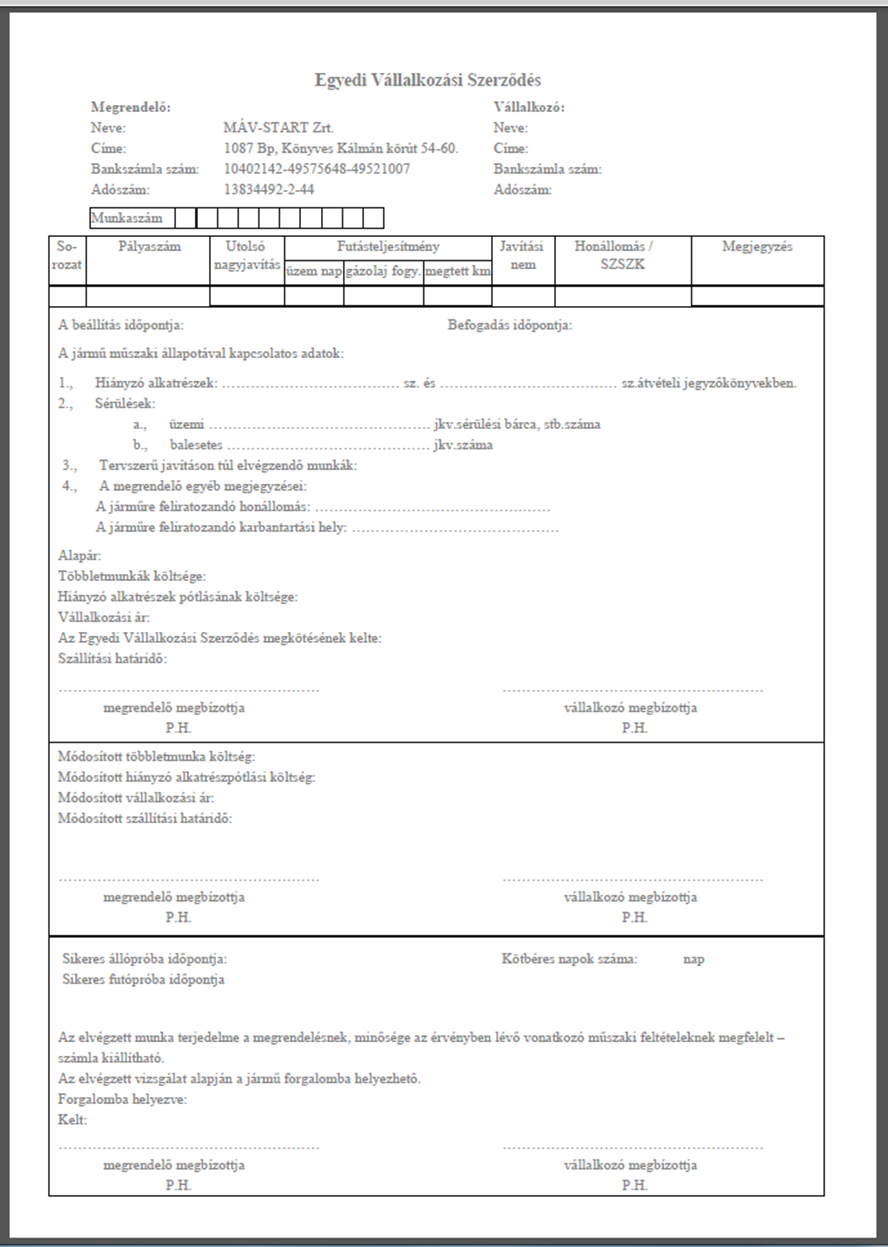 Egyedi Vállalkozási Szerződés
Megrendelő: Vállalkozó:
Neve: MÁV-START Zrt. Neve:
Címe: 1087 Bp, Könyves Kálmán körút 54-60. Címe:
Bankszámla szám: 10402142-49575648-49521007 Bankszámla szám:
Adószám: 13834492-2-44 Adószám:
Munkaszám
So-rozat Pályaszám Utolsó nagyjavítás Futásteljesítmény Javítási nem Honállomás / SZSZK Megjegyzés
üzem nap gázolaj fogy. megtett km
A beállítás időpontja: Befogadás időpontja:
A jármű műszaki állapotával kapcsolatos adatok:
1., Hiányzó alkatrészek: ………………………………… sz. és ………………………………… sz.átvételi jegyzőkönyvekben.
2., Sérülések:
a., üzemi ………………………………………… jkv.sérülési bárca, stb.száma
b., balesetes ……………………………………… jkv.száma
3., Tervszerű javításon túl elvégzendő munkák:
4., A megrendelő egyéb megjegyzései:
A járműre feliratozandó honállomás: ……………………………………………
A járműre feliratozandó karbantartási hely: ………………………………………
Alapár:
Többletmunkák költsége:
Hiányzó alkatrészek pótlásának költsége:
Vállalkozási ár:
Az Egyedi Vállalkozási Szerződés megkötésének kelte:
Szállítási határidő:
megrendelő megbízottja vállalkozó megbízottja
P.H. P.H.
Módosított többletmunka költség:
Módosított hiányzó alkatrészpótlási költség:
Módosított vállalkozási ár:
Módosított szállítási határidő:
megrendelő megbízottja vállalkozó megbízottja
P.H. P.H.
Sikeres állópróba időpontja: Kötbéres napok száma: nap
Sikeres futópróba időpontja
Az elvégzett munka terjedelme a megrendelésnek, minősége az érvényben lévő vonatkozó műszaki feltételeknek megfelelt –
számla kiállítható.
Az elvégzett vizsgálat alapján a jármű forgalomba helyezhető.
Forgalomba helyezve:
Kelt:
megrendelő megbízottja vállalkozó megbízottja
P.H. P.H.